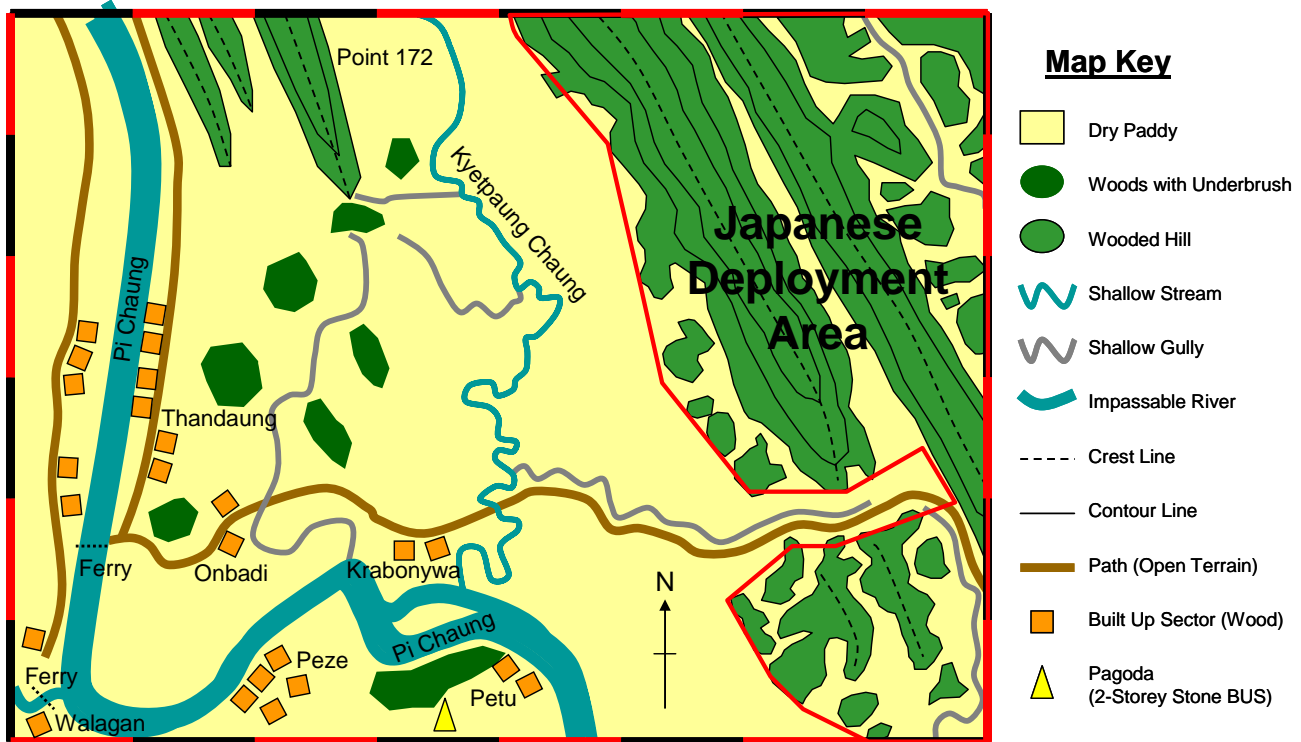 Point 172
Kyetpaung Chaung
Japanese
Deployment
Area
Pi Chaung
Thandaung
Ferry
Onbadi
Krabonywa
N
Pi Chaung
Peze
Petu
Ferry
Walagan
Map Key
Dry Paddy
Woods with Underbrush
Wooded Hill
Shallow Stream
Shallow Gully
Impassable River
Crest Line
Contour Line
Path (Open Terrain)
Built Up Sector (Wood)
Pagoda
(2-Storey Stone BUS)